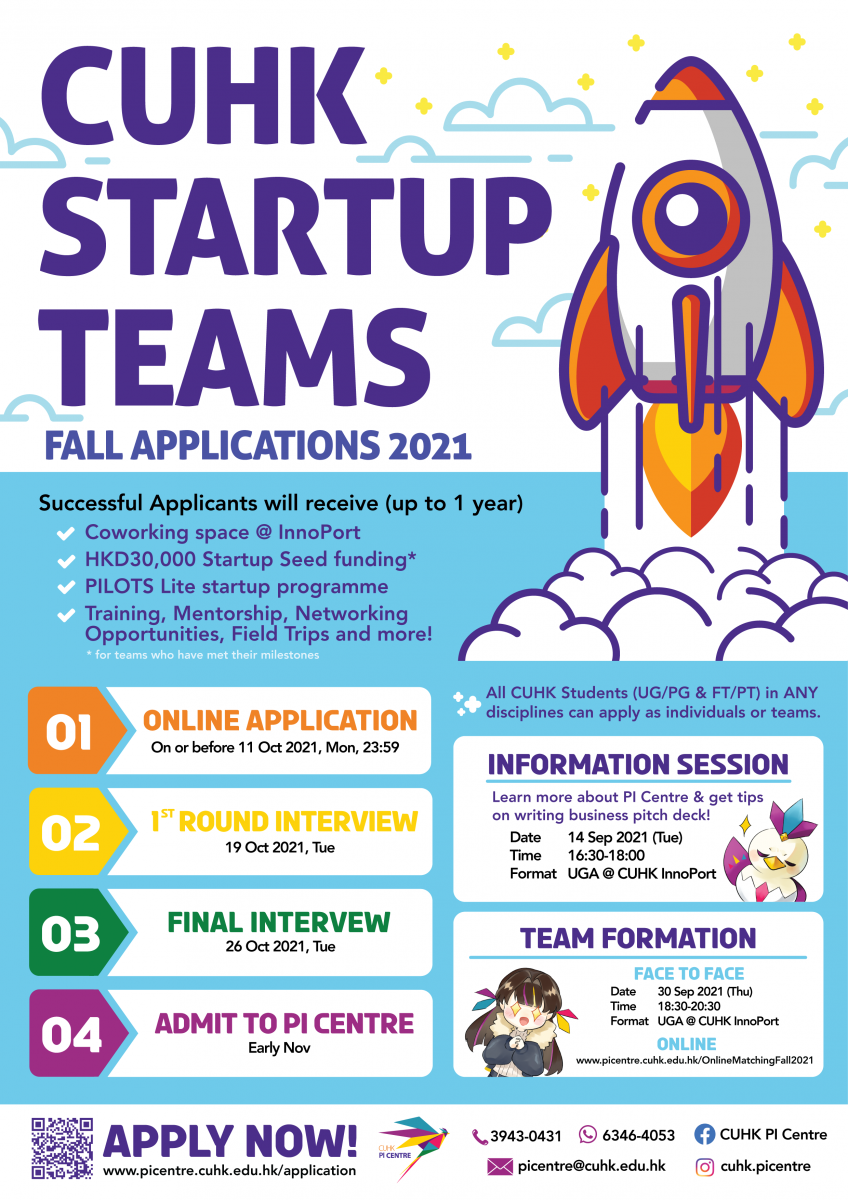 CUHK
STARTUP
TEAMS
FALL APPLICATIONS 2021
Successful Applicants will receive (up to 1 year)
Coworking space @ InnoPort
HKD30,000 Startup Seed funding*
PILOTS Lite startup programme
Training, Mentorship, Networking
Opportunities, Field Trips and more!
* for teams who have met their milestones
01
ONLINE APPLICATION
On or before 11 Oct 2021, Mon, 23:59
02
1ST ROUND INTERVIEW
19 Oct 2021, Tue
03
FINAL INTERVEW
26 Oct 2021, Tue
04
ADMIT TO PI CENTRE
Early Nov
All CUHK Students (UG/PG & FT/PT) in ANY
disciplines can apply as individuals or teams.
INFORMATION SESSION
Learn more about PI Centre & get tips
on writing business pitch deck!
Date 14 Sep 2021 (Tue)
Time 16:30-18:00
Format UGA @ CUHK InnoPort
TEAM FORMATION
FACE TO FACE
Date 30 Sep 2021 (Thu)
Time 18:30-20:30
Format UGA @ CUHK InnoPort
ONLINE
www.picentre.cuhk.edu.hk/OnlineMatchingFall2021
APPLY NOW!
www.picentre.cuhk.edu.hk/application
CUHK
PI CENTRE
3943-0431
6346-4053
CUHK PI Centre
picentre@cuhk.edu.hk
cuhk.picentre